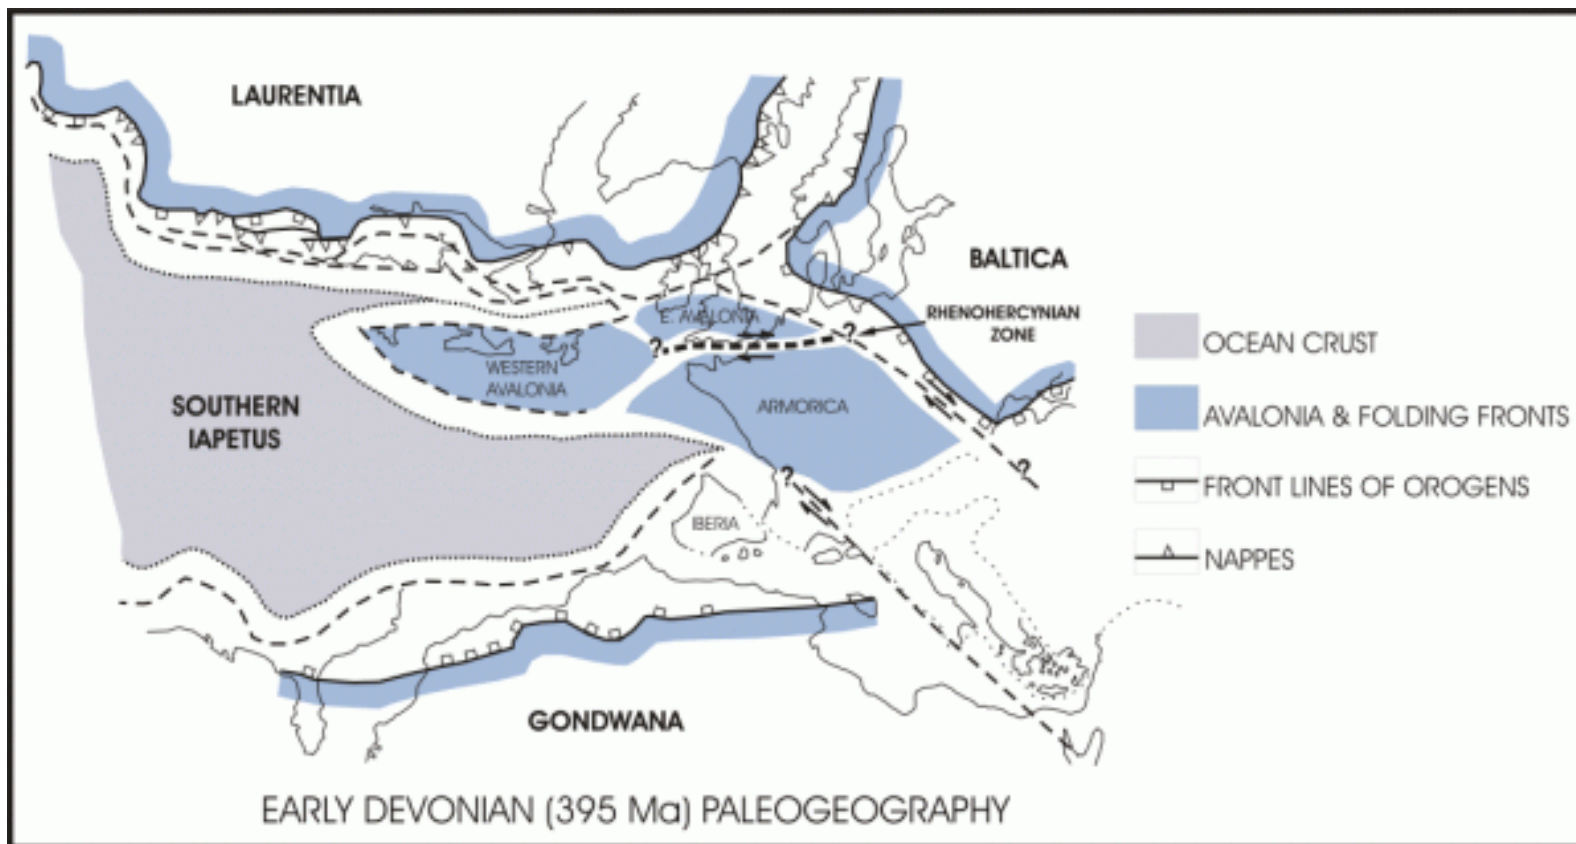 LAURENTIA
BALTICA
RHENOHERCYNIAN
ZONE
E. AVALONIA
?
?
WESTERN
AVALONIA
SOUTHERN
IAPETUS
ARMORICA
?
?
IBERIA
GONDWANA
OCEAN CRUST
AVALONIA & FOLDING FRONTS
FRONT LINES OF OROGENS
NAPPES
EARLY DEVONIAN (395 Ma) PALEOGEOGRAPHY